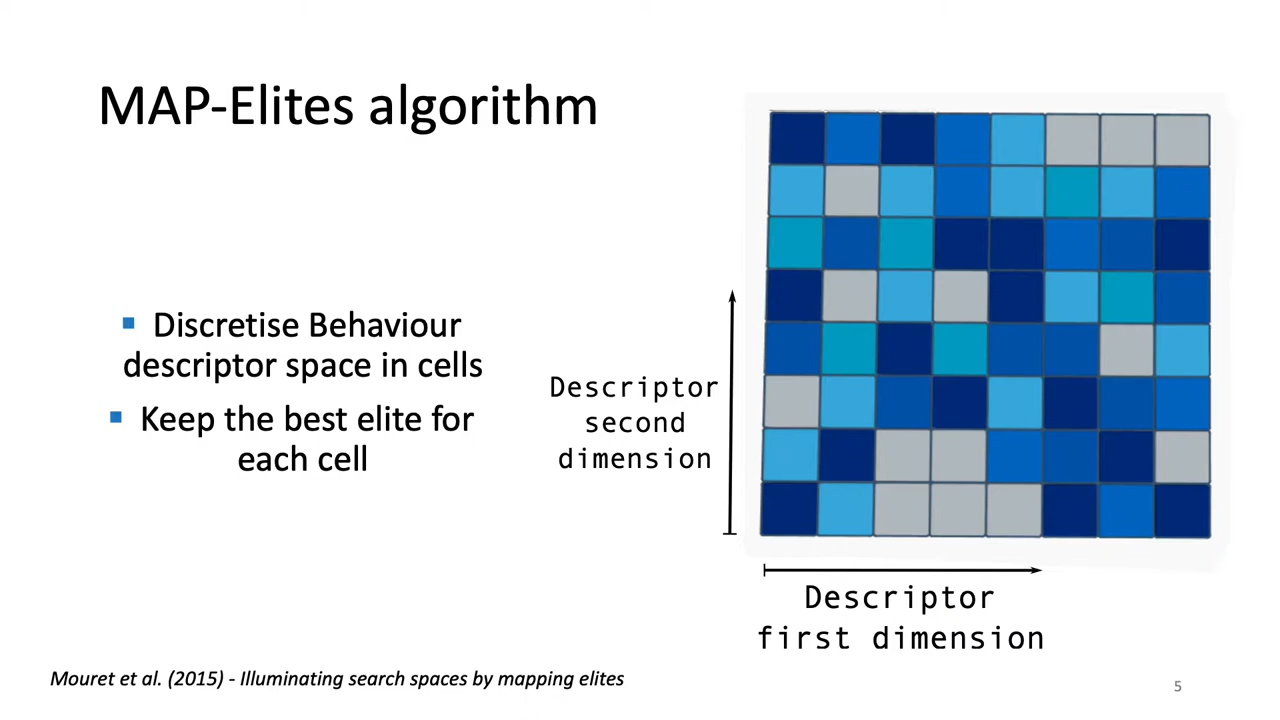 MAP-Elites algorithm
▪ Discretise Behaviour
descriptor space in cells
▪ Keep the best elite for
each cell
Descriptor
second
dimension
Descriptor
first dimension
Mouret et al. (2015) - Illuminating search spaces by mapping elites
5